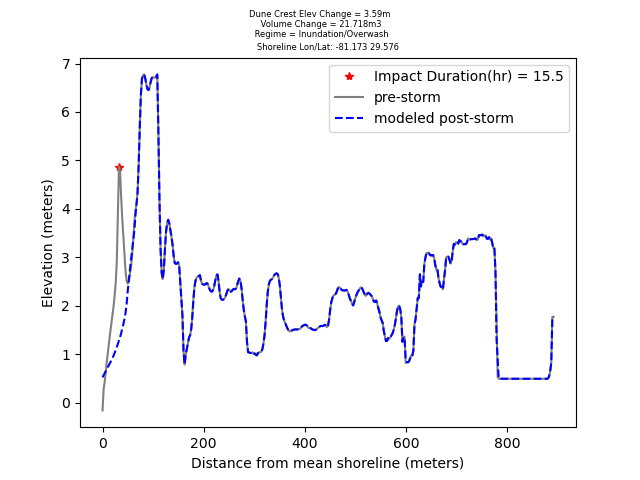 Dune Crest Elev Change = 3.59m
Volume Change = 21.718m3
Regime = Inundation/Overwash
Shoreline Lon/Lat: -81.173 29.576
Impact Duration(hr) = 15.5
pre-storm
modeled post-storm
7
6
5
4
3
2
1
0
Elevation (meters)
0 200 400 600 800
Distance from mean shoreline (meters)